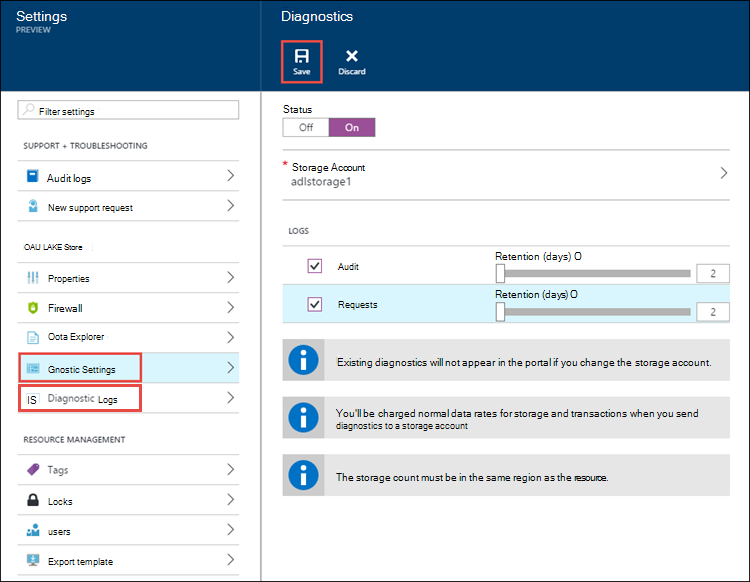 Settings
PREVIEW
Filter settings
SUPPORT + TROUBLESHOOTING
Audit logs
New support request
OAU LAKE Store
Properties
Firewall
Oota Explorer
Gnostic Settings
IS Diagnostic Logs
RESOURCE MANAGEMENT
Tags
Locks
users
Export template
Diagnostics
Save
Discard
Status
Off
On
* Storage Account
adlstorage1
LOGS
Audit
Retention (days) O
2
Requests
Retention (days) O
2
Existing diagnostics will not appear in the portal if you change the storage account.
You'll be charged normal data rates for storage and transactions when you send
diagnostics to a storage account
The storage count must be in the same region as the resource.